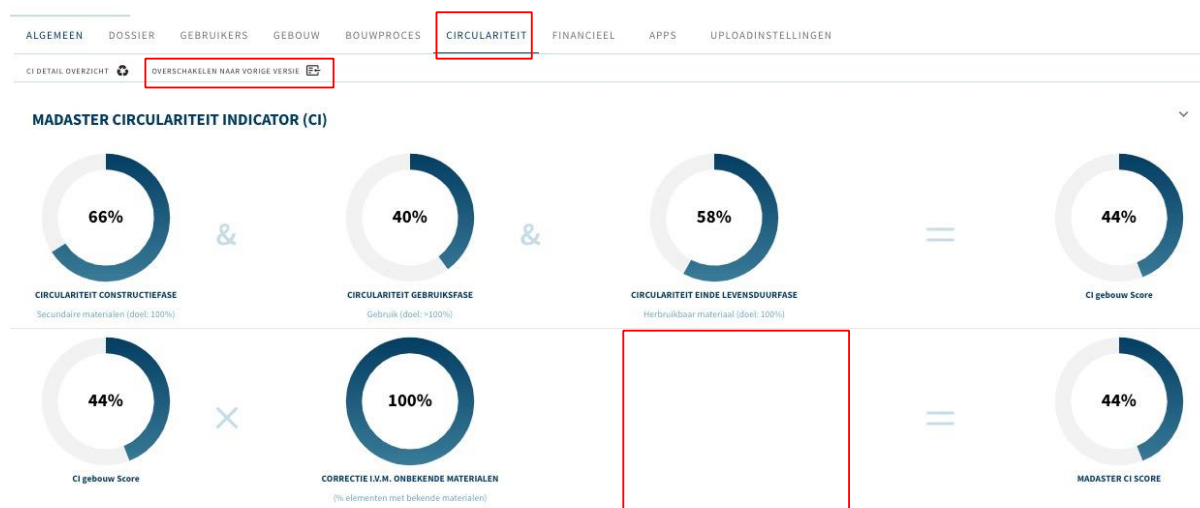 ALGEMEEN DOSSIER GEBRUIKERS GEBOUW BOUWPROCES CIRCULARITEIT FINANCIEEL APPS UPLOADINSTELLINGEN
CI DETAIL OVERZICHT OVERSCHAKELEN NAAR VORIGE VERSIE
MADASTER CIRCULARITEIT INDICATOR (CI)
66% & 40% & 58% = 44%
CIRCULARITEIT CONSTRUCTIEFASE CIRCULARITEIT GEBRUIKSFASE CIRCULARITEIT EINDE LEVENSDUURFASE CI gebouw Score
Secundaire materialen (doel: 100%) Gebruik (doel: >100%) Herbruikbaar materiaal (doel: 100%)
44% × 100% = 44%
CI gebouw Score CORRECTIE I.V.M. ONBEKENDE MATERIALEN MADASTER CI SCORE
(% elementen met bekende materialen)